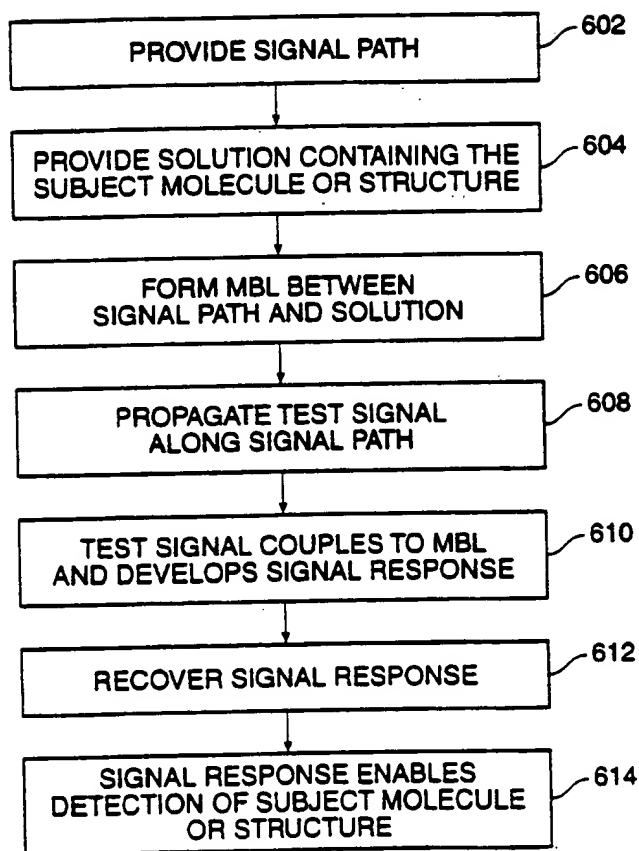 PROVIDE SIGNAL PATH
602
PROVIDE SOLUTION CONTAINING THE
SUBJECT MOLECULE OR STRUCTURE
604
FORM MBL BETWEEN
SIGNAL PATH AND SOLUTION
606
PROPAGATE TEST SIGNAL
ALONG SIGNAL PATH
608
TEST SIGNAL COUPLES TO MBL
AND DEVELOPS SIGNAL RESPONSE
610
RECOVER SIGNAL RESPONSE
612
SIGNAL RESPONSE ENABLES
DETECTION OF SUBJECT MOLECULE
OR STRUCTURE
614